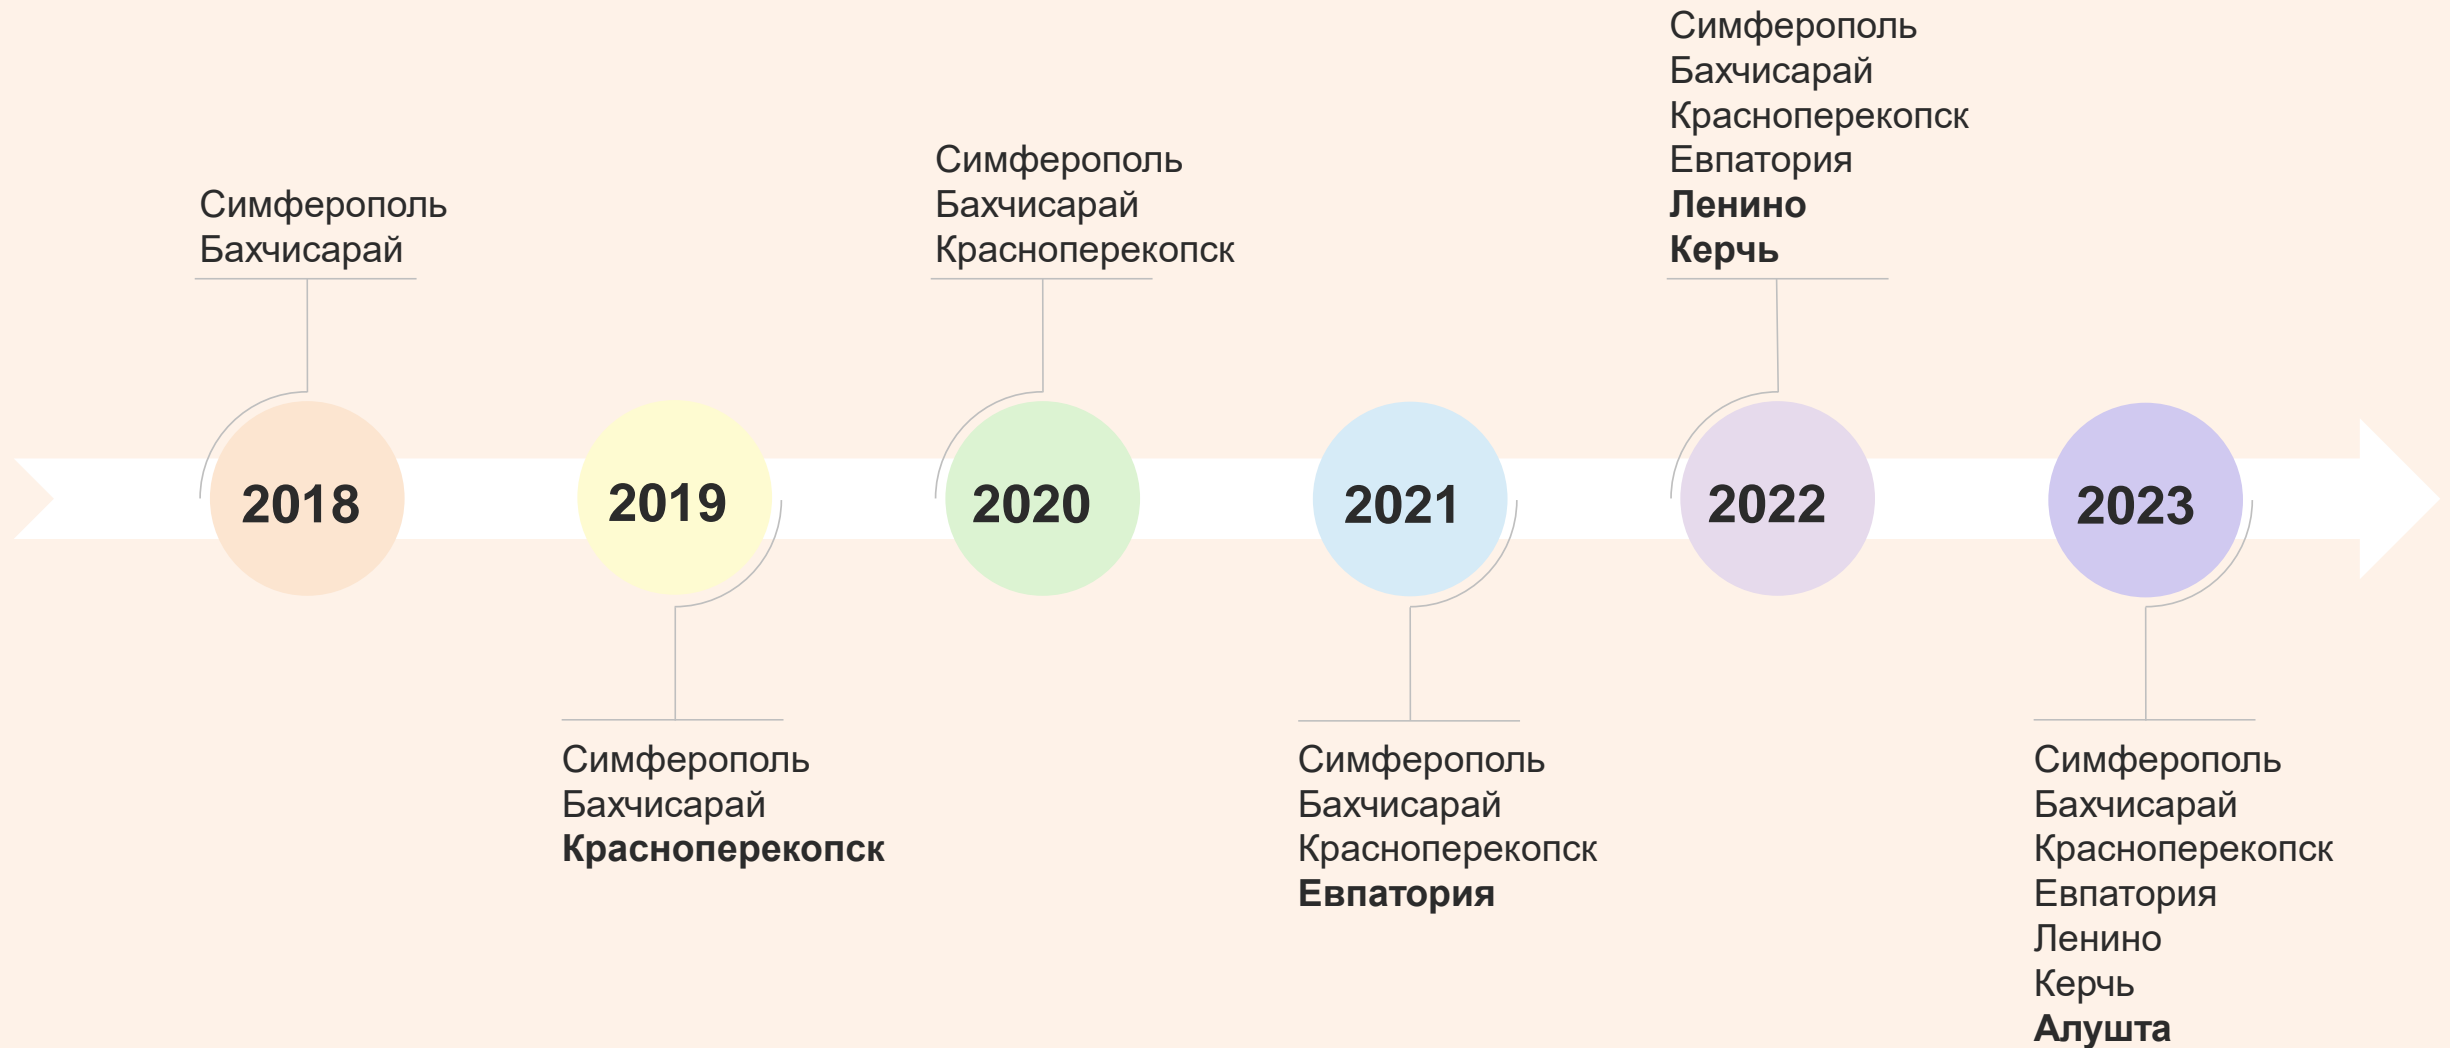 Симферополь
Бахчисарай
2018
2019
Симферополь
Бахчисарай
Красноперекопск
Симферополь
Бахчисарай
Красноперекопск
2020
2021
Симферополь
Бахчисарай
Красноперекопск
Евпатория
Симферополь
Бахчисарай
Красноперекопск
Евпатория
Ленино
Керчь
2022
2023
Симферополь
Бахчисарай
Красноперекопск
Евпатория
Ленино
Керчь
Алушта